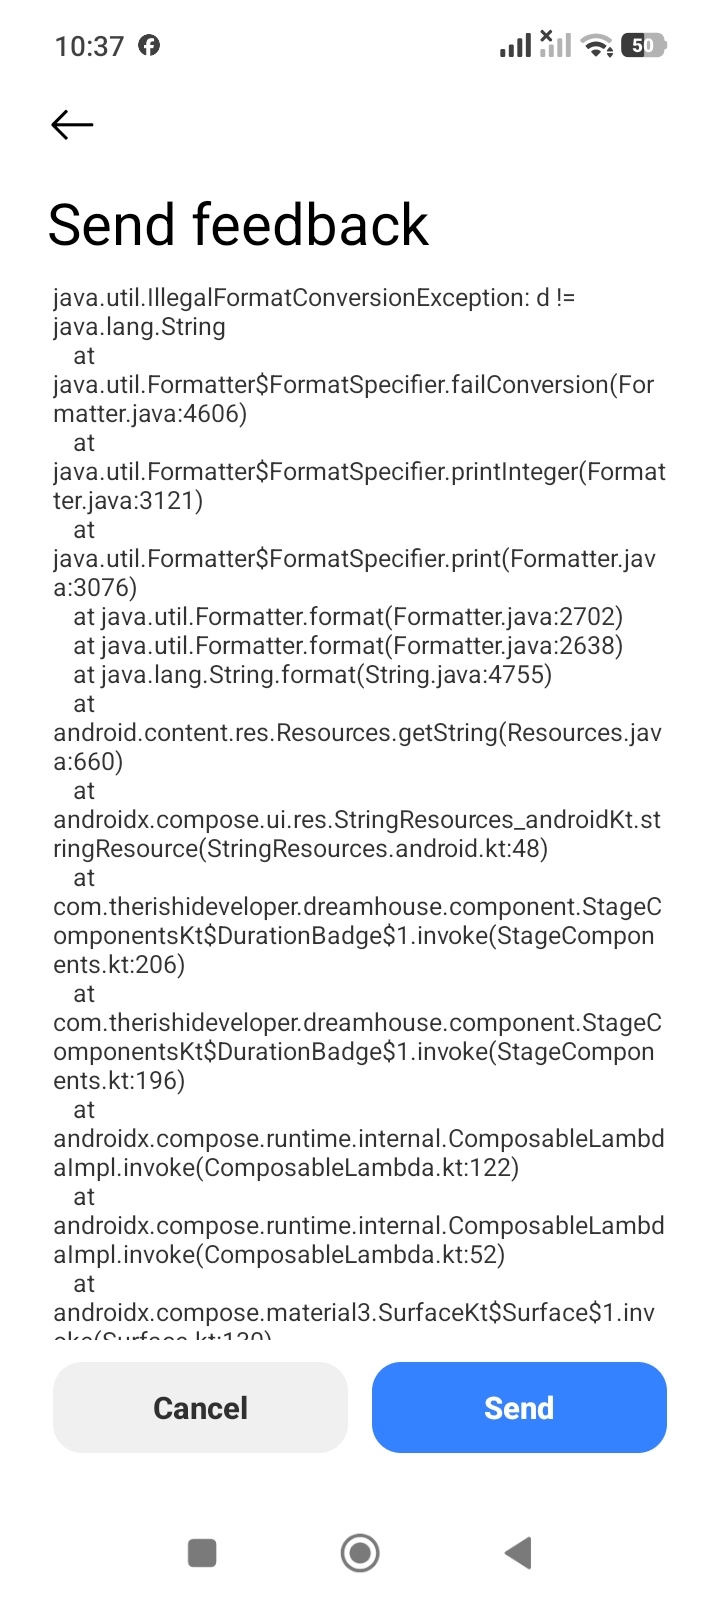 10:37
50
Send feedback
java.util.IllegalFormatConversionException: d !=
java.lang.String
at
java.util.Formatter$FormatSpecifier.failConversion(For
matter.java:4606)
at
java.util.Formatter$FormatSpecifier.printInteger(Format
ter.java:3121)
at
java.util.Formatter$FormatSpecifier.print(Formatter.jav
a:3076)
at java.util.Formatter.format(Formatter.java:2702)
at java.util.Formatter.format(Formatter.java:2638)
at java.lang.String.format(String.java:4755)
at
android.content.res.Resources.getString(Resources.jav
a:660)
at
androidx.compose.ui.res.StringResources_androidKt.st
ringResource(StringResources.android.kt:48)
at
com.therishideveloper.dreamhouse.component.StageC
omponentsKt$DurationBadge$1.invoke(StageCompon
ents.kt:206)
at
com.therishideveloper.dreamhouse.component.StageC
omponentsKt$DurationBadge$1.invoke(StageCompon
ents.kt:196)
at
androidx.compose.runtime.internal.ComposableLambd
aImpl.invoke(ComposableLambda.kt:122)
at
androidx.compose.runtime.internal.ComposableLambd
aImpl.invoke(ComposableLambda.kt:52)
at
androidx.compose.material3.SurfaceKt$Surface$1.inv
Cancel
Send